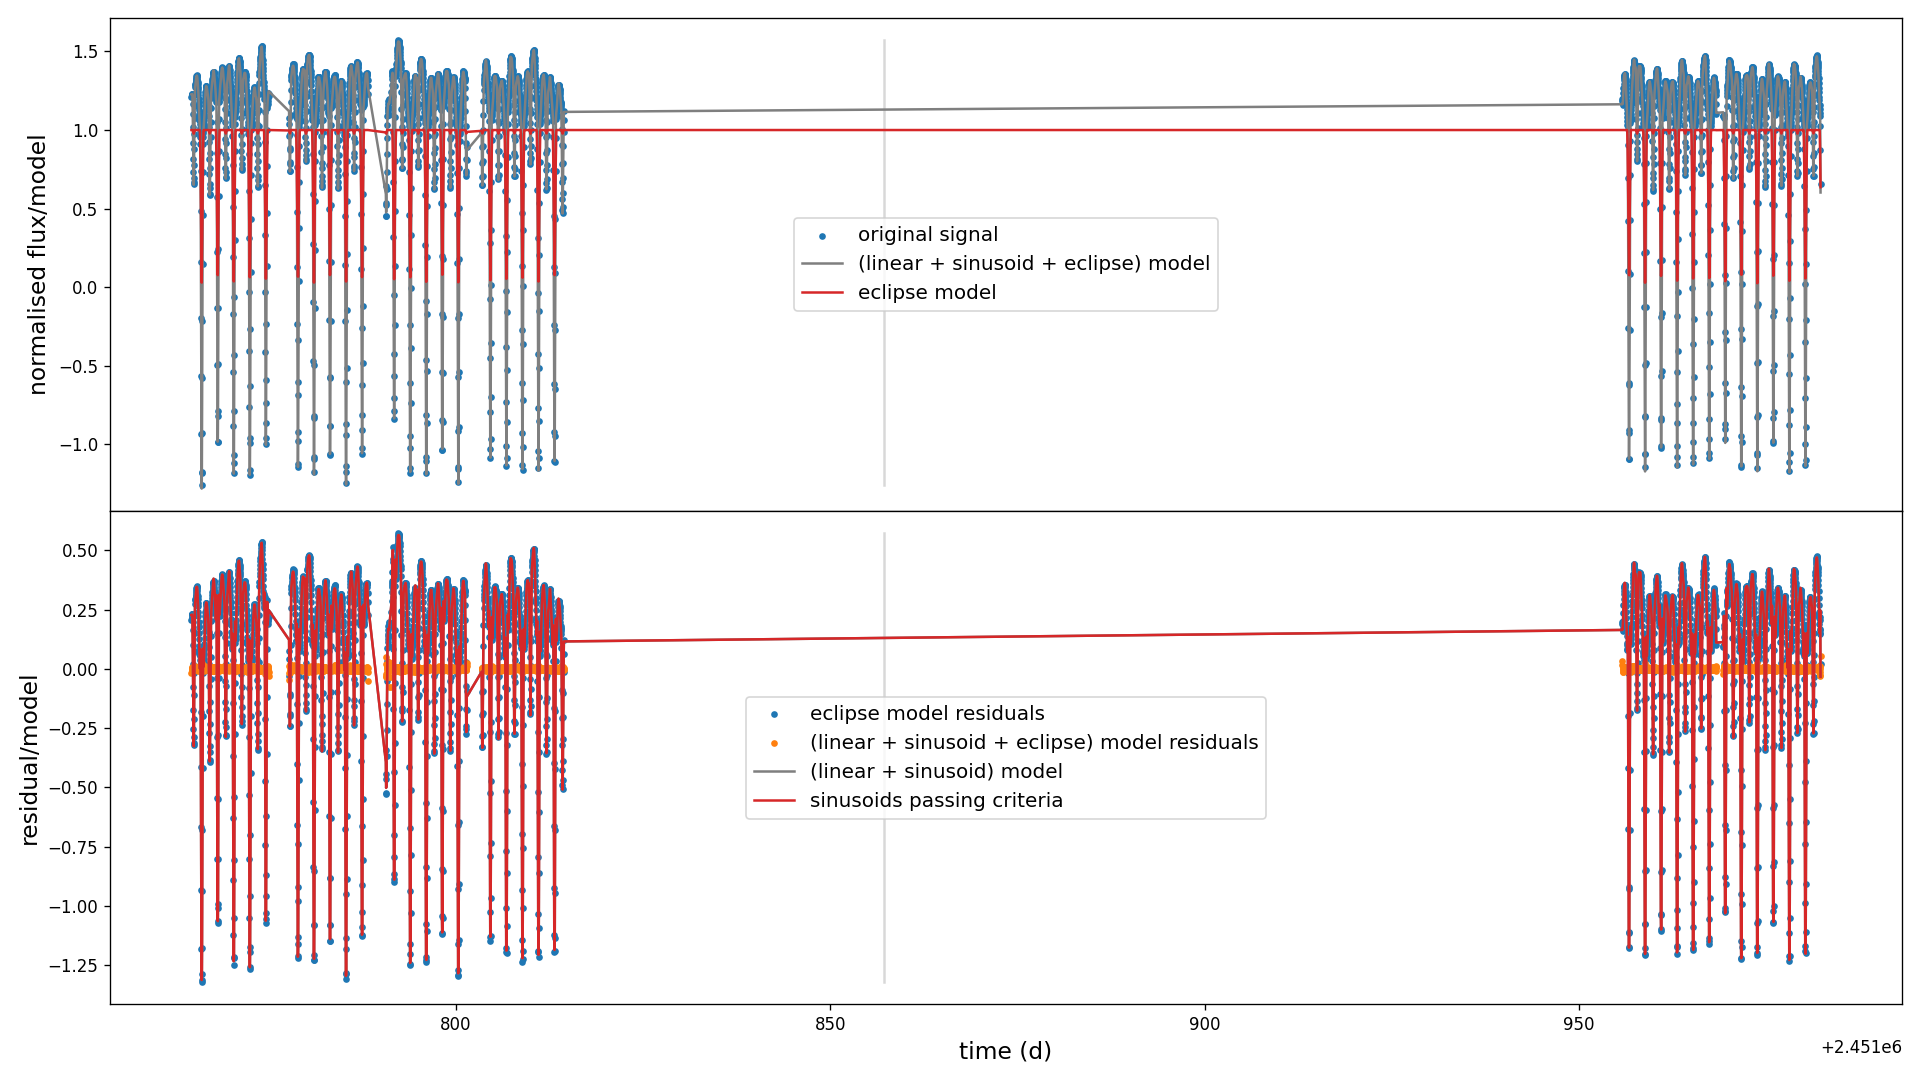 normalised flux/model
1.5
1.0
0.5
0.0
−0.5
−1.0
original signal
(linear + sinusoid + eclipse) model
eclipse model
residual/model
0.50
0.25
0.00
−0.25
−0.50
−0.75
−1.00
−1.25
eclipse model residuals
(linear + sinusoid + eclipse) model residuals
(linear + sinusoid) model
sinusoids passing criteria
800
850
900
950
time (d)
+2.451e6